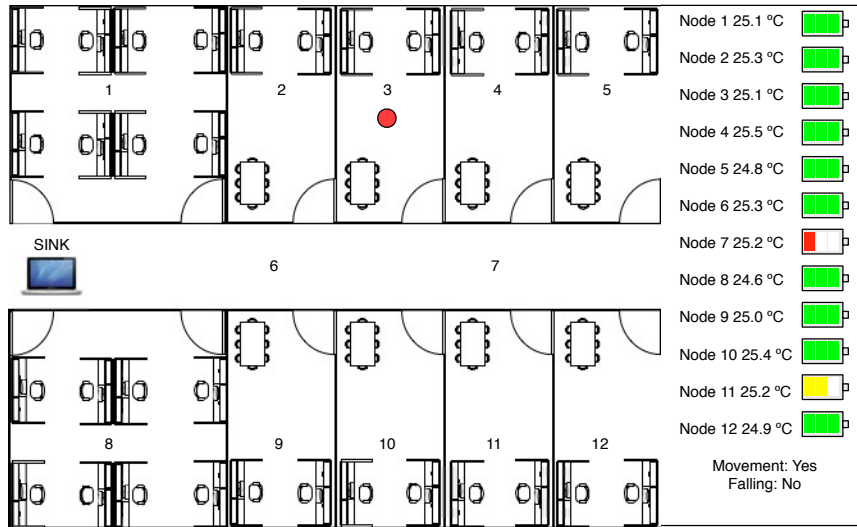 1
2
3
4
5
SINK
6
7
8
9
10
11
12
Node 1 25.1 ºC
Node 2 25.3 ºC
Node 3 25.1 ºC
Node 4 25.5 ºC
Node 5 24.8 ºC
Node 6 25.3 ºC
Node 7 25.2 ºC
Node 8 24.6 ºC
Node 9 25.0 ºC
Node 10 25.4 ºC
Node 11 25.2 ºC
Node 12 24.9 ºC
Movement: Yes
Falling: No